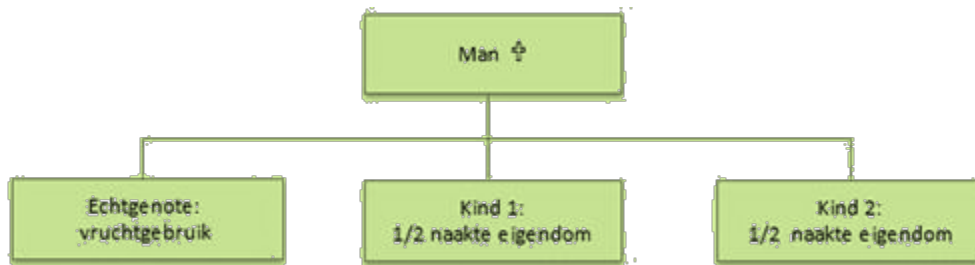 Man ✞
Echtgenote:
vruchtgebruik
Kind 1:
1/2 naakte eigendom
Kind 2:
1/2 naakte eigendom